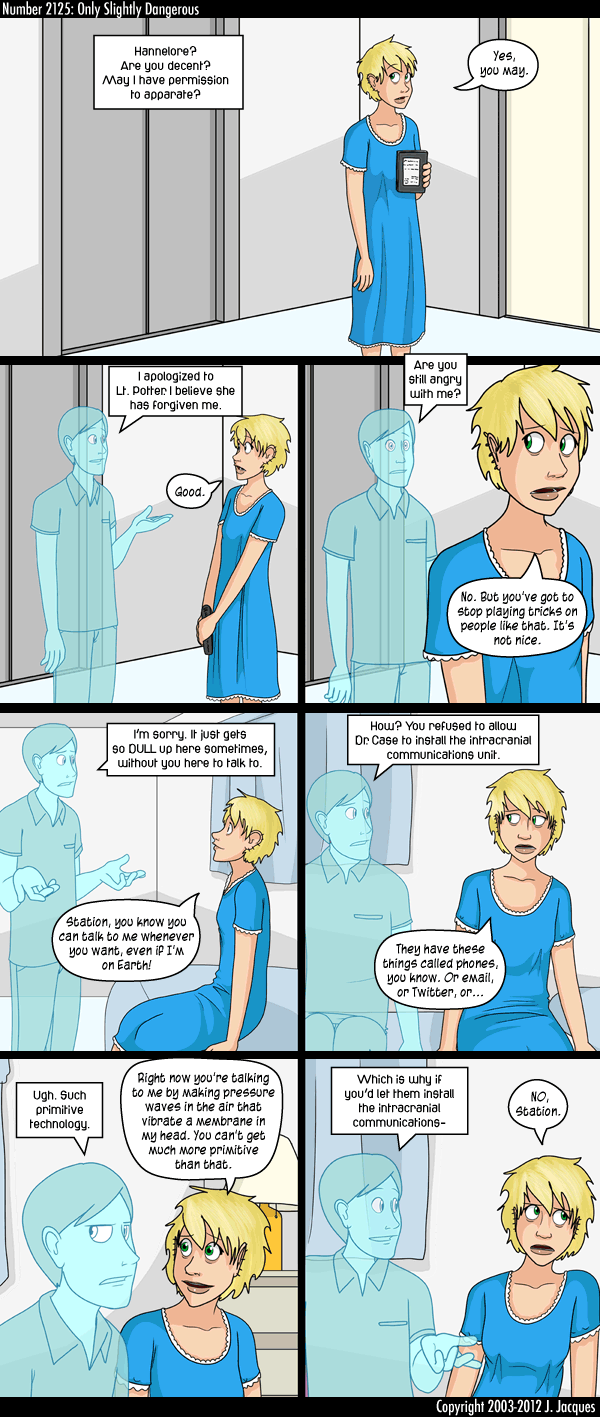 Number 2125: Only Slightly Dangerous
Hannelore?
Are you decent?
May I have permission
to apparate?
Yes,
you may.
I apologized to
Lt. Potter. I believe she
has forgiven me.
Good.
Are you
still angry
with me?
No. But you've got to
stop playing tricks on
people like that. It's
not nice.
I'm sorry. It just gets
so DULL up here sometimes,
without you here to talk to.
Station, you know you
can talk to me whenever
you want, even if I'm
on Earth!
How? You refused to allow
Dr. Case to install the intracranial
communications unit.
They have these
things called phones,
you know. Or email,
or Twitter, or...
Ugh. Such
primitive
technology.
Right now you're talking
to me by making pressure
waves in the air that
vibrate a membrane in
my head. You can't get
much more primitive
than that.
Which is why if
you'd let them install
the intracranial
communications-
NO,
Station.
Copyright 2003-2012 J. Jacques